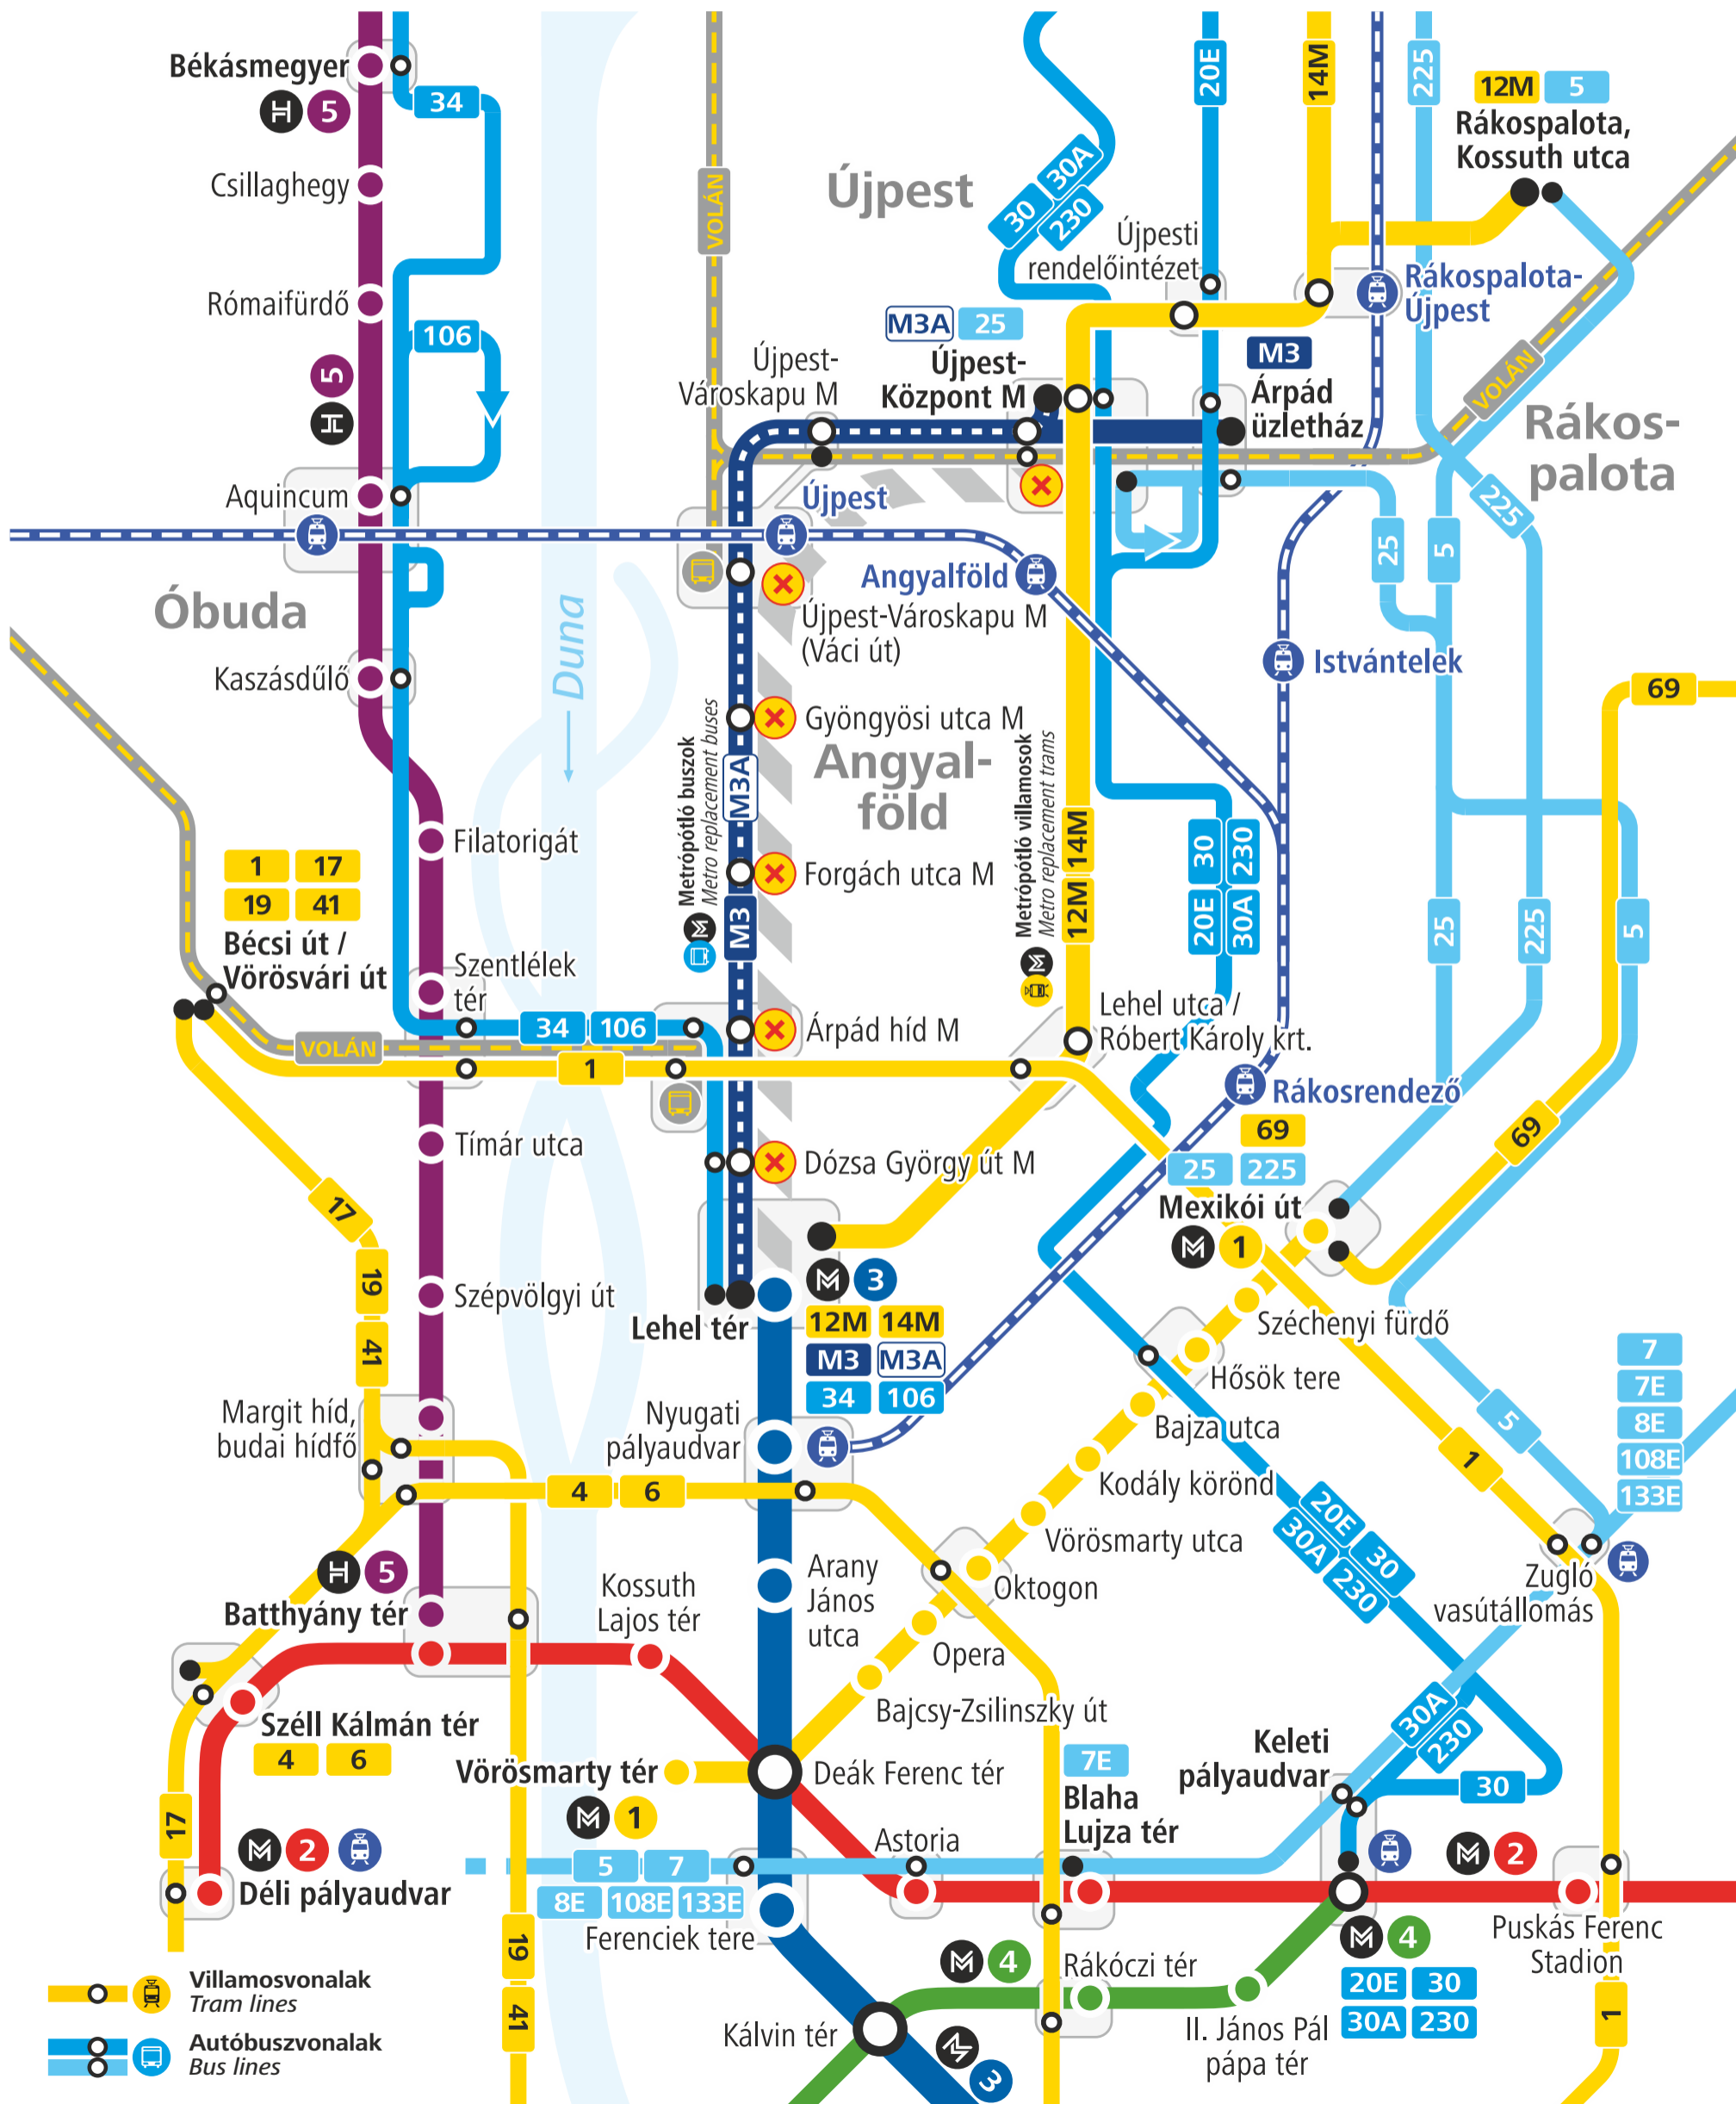 Békásmegyer
5
34
Csillaghegy
Rómaifürdő
106
5
Aquincum
Óbuda
Kaszásdűlő
Duna
VOLÁN
Újpest
30
30A
230
20E
14M
225
12M 5
Rákospalota,
Kossuth utca
Újpesti
rendelőintézet
Rákospalota-
Újpest
M3A 25
Újpest-
Központ M
Újpest-
Városkapu M
M3
Árpád
üzletház
VOLÁN
Rákos-
palota
Újpest
Angyalföld
Újpest-Városkapu M
(Váci út)
225
25
5
Istvántelek
69
Gyöngyösi utca M
Angyal-
föld
Metrópótló buszok
Metro replacement buses
M3A
M3
Metrópótló villamosok
Metro replacement trams
12M 14M
Forgách utca M
20E 30
30A 230
25
225
5
Filatorigát
1 17
19 41
Bécsi út /
Vörösvári út
Szentlélek
tér
VOLÁN
34 106
1
Árpád híd M
Lehel utca /
Róbert Károly krt.
Rákosrendező
69
25 225
Mexikói út
M 1
69
Tímár utca
Dózsa György út M
17
19
41
Szépvölgyi út
Lehel tér
M 3
12M 14M
M3 M3A
34 106
Széchenyi fürdő
Hősök tere
Bajza utca
Kodály körönd
Vörösmarty utca
Oktogon
Opera
Bajcsy-Zsilinszky út
5
1
7
7E
8E
108E
133E
Margit híd,
budai hídfő
Nyugati
pályaudvar
4 6
20E 30
30A 230
Zugló
vasútállomás
H 5
Batthyány tér
Kossuth
Lajos tér
Arany
János
utca
Széll Kálmán tér
4 6
30A
230
Keleti
pályaudvar
30
Vörösmarty tér
M 1
Deák Ferenc tér
7E
Blaha
Lujza tér
17
M 2
Déli pályaudvar
5 7
8E 108E 133E
Ferenciek tere
Astoria
M 2
Puskás Ferenc
Stadion
M 4
20E 30
30A 230
M 4
Rákóczi tér
II. János Pál
pápa tér
19
41
1
Kálvin tér
M 3
Villamosvonalak
Tram lines
Autóbuszvonalak
Bus lines